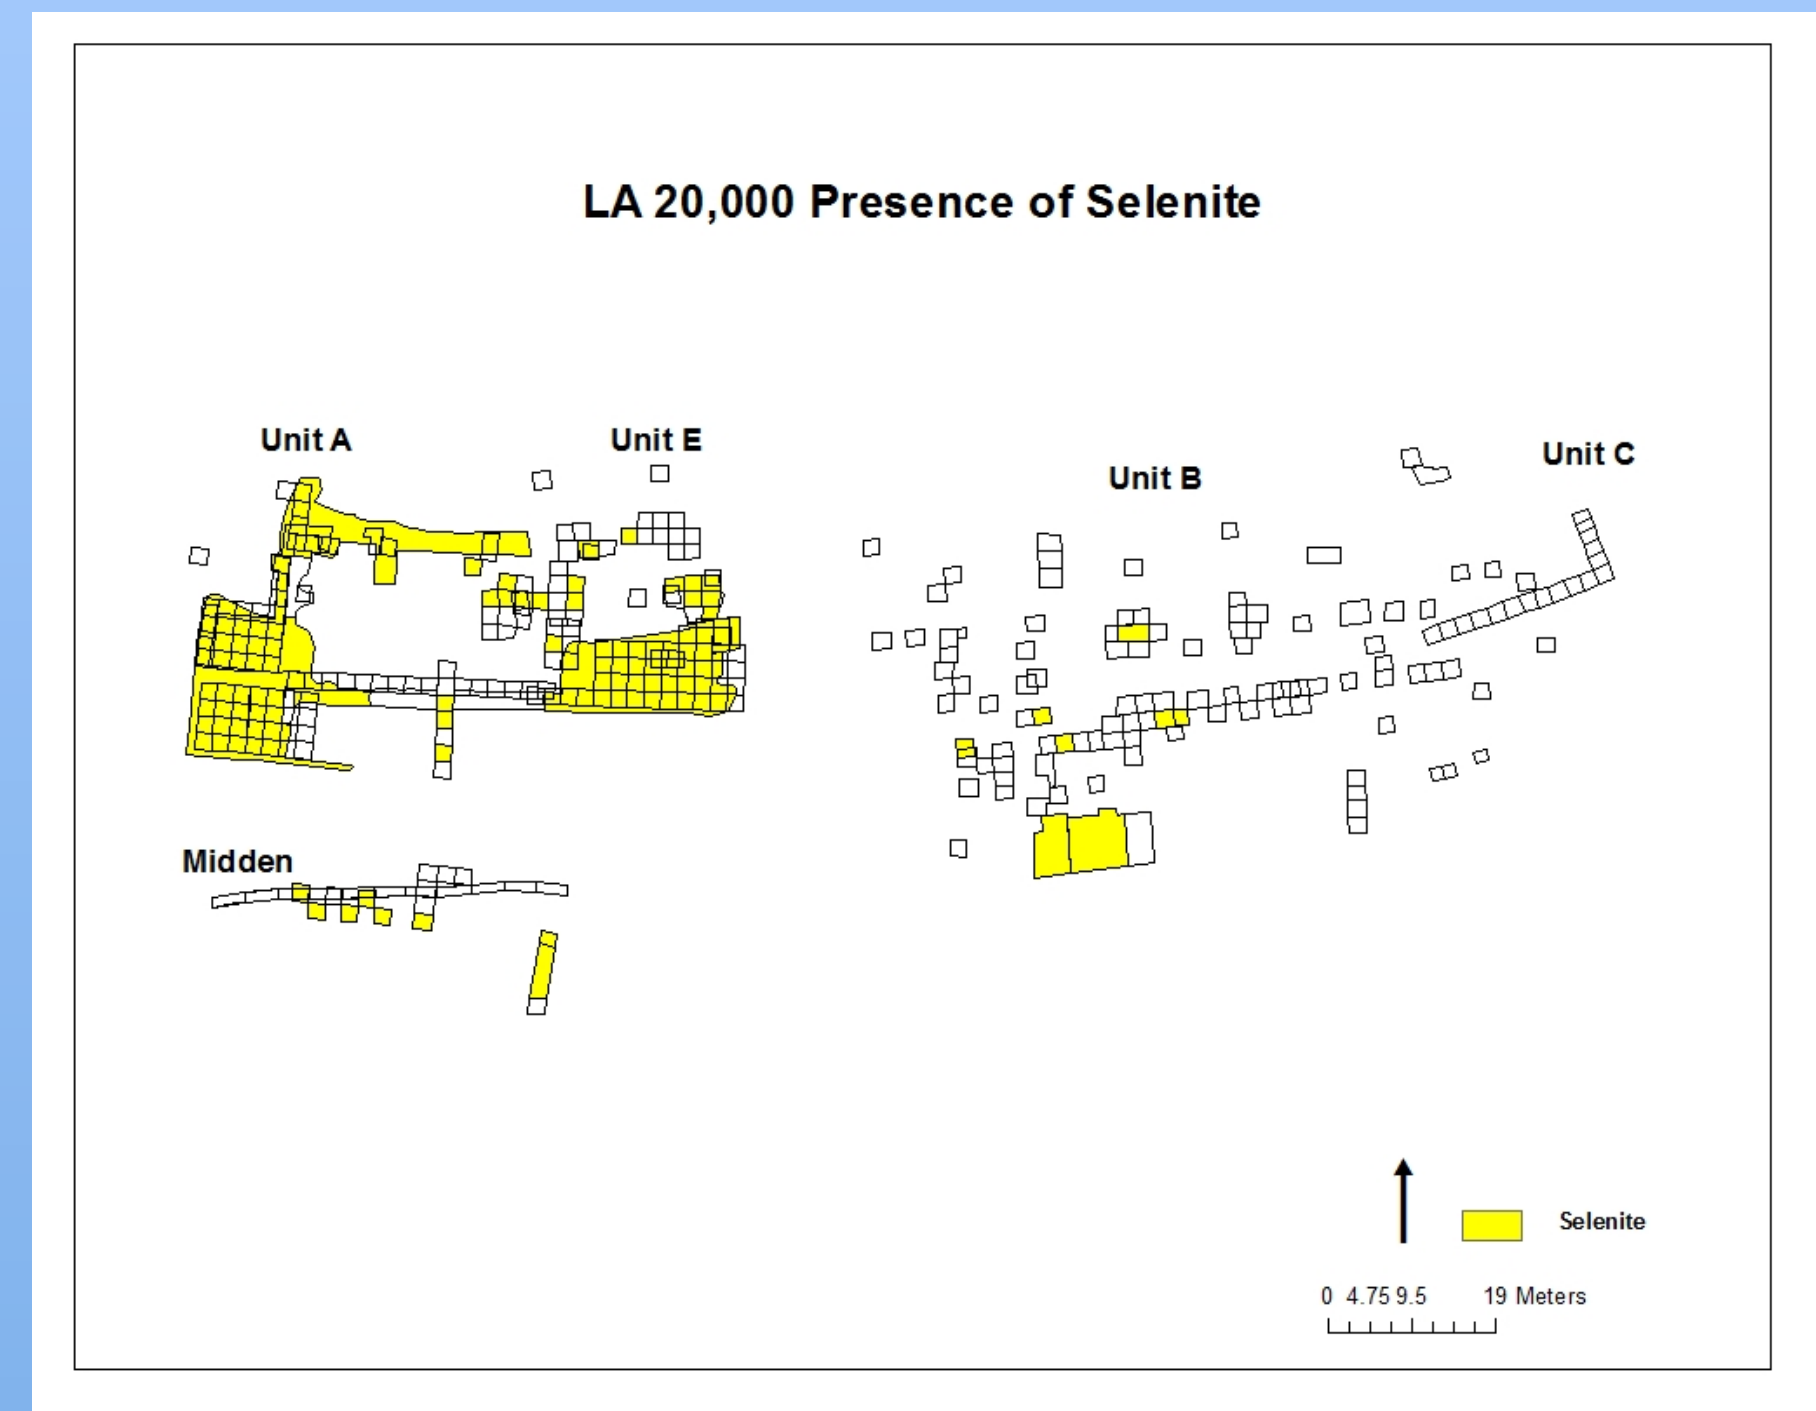 LA 20,000 Presence of Selenite
Unit A
Unit E
Unit B
Unit C
Midden
Selenite
0 4.75 9.5 19 Meters